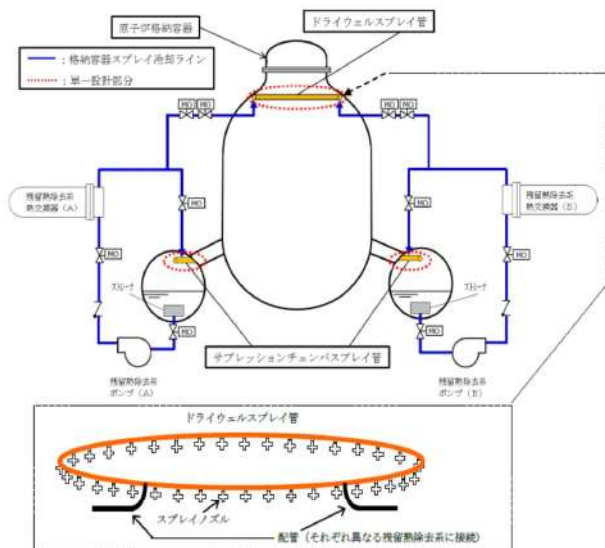 原子炉格納容器
ドライウェルスプレイ管
：格納容器スプレイ冷却ライン
：単一設計部分
MO
MO
MO
MO
残留熱除去系
熱交換器（A）
MO
MO
残留熱除去系
熱交換器（B）
MO
MO
ストレーナ
ストレーナ
MO
MO
サプレッションチェンバスプレイ管
残留熱除去系
ポンプ（A）
残留熱除去系
ポンプ（B）
ドライウェルスプレイ管
スプレイノズル
配管（それぞれ異なる残留熱除去系に接続）